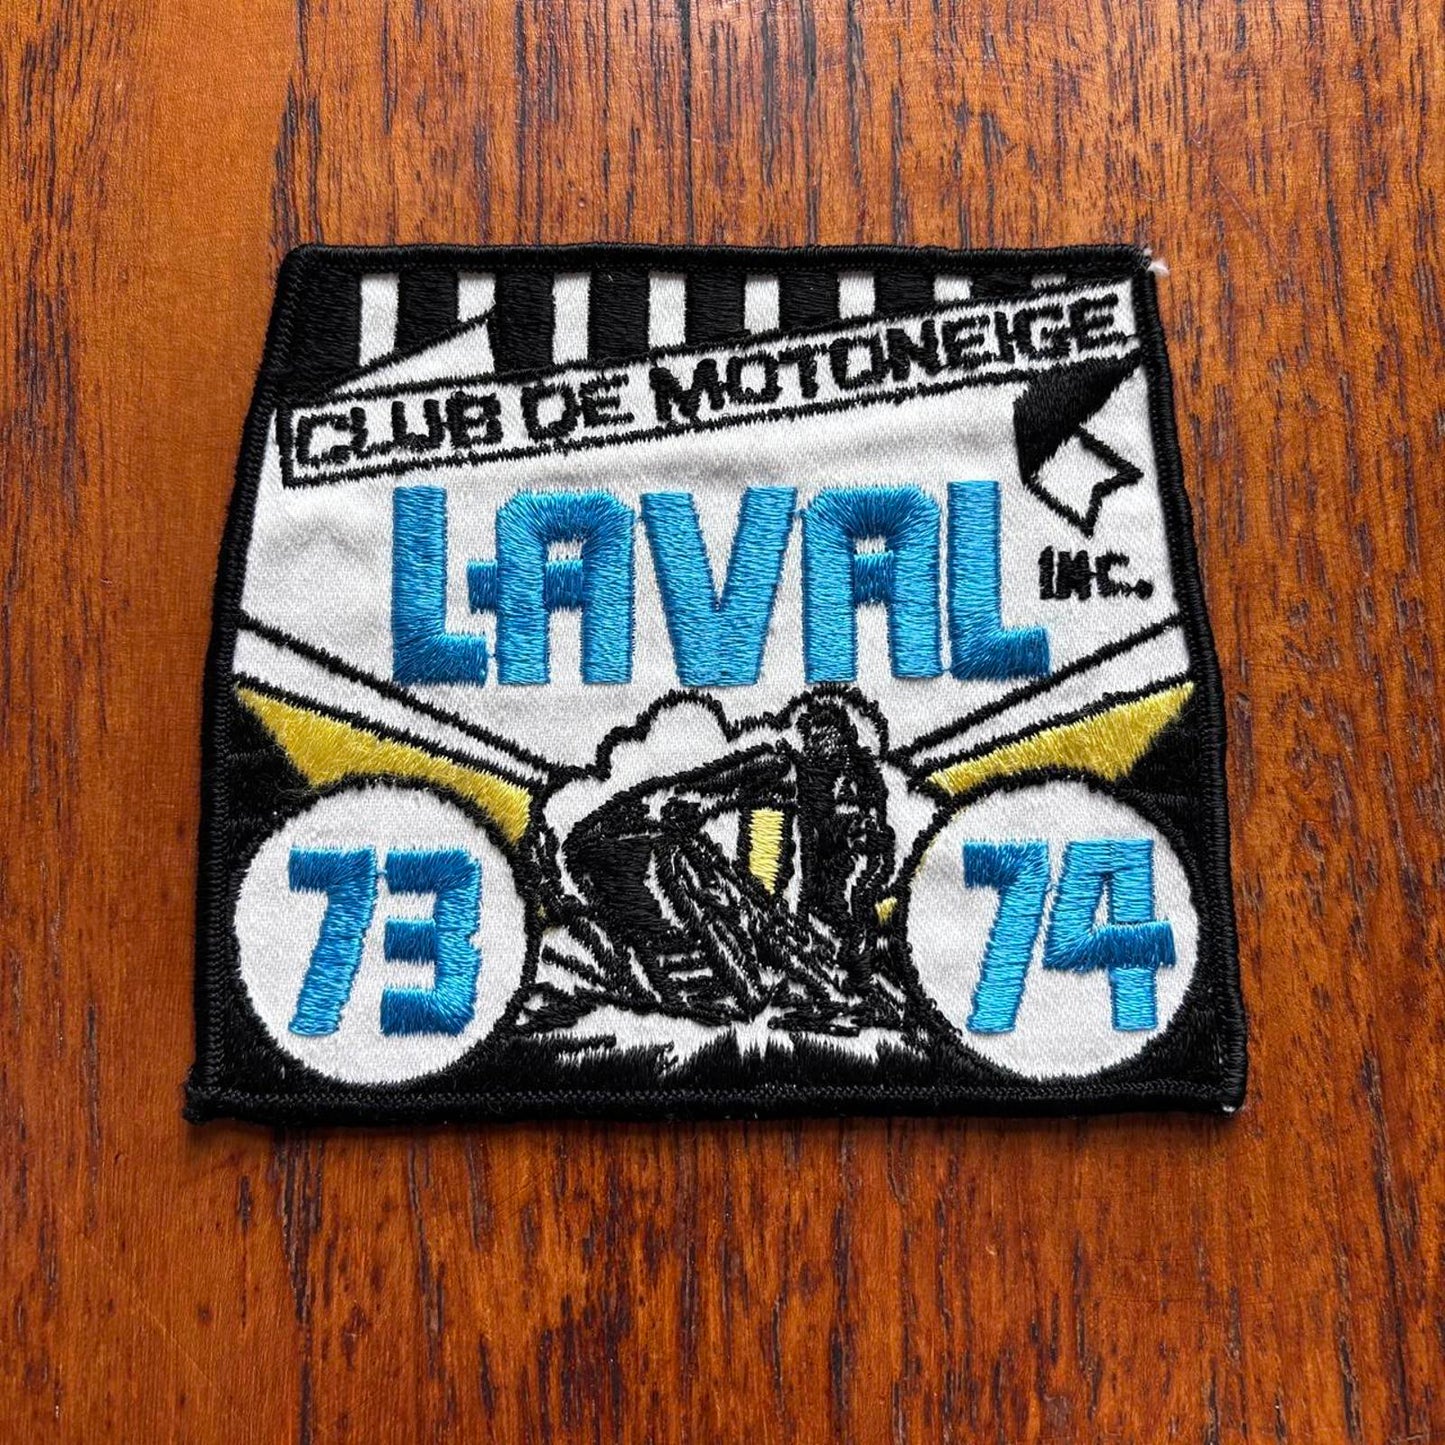 CLUB DE MOTONEIGE
LAVAL
INC.
73 74